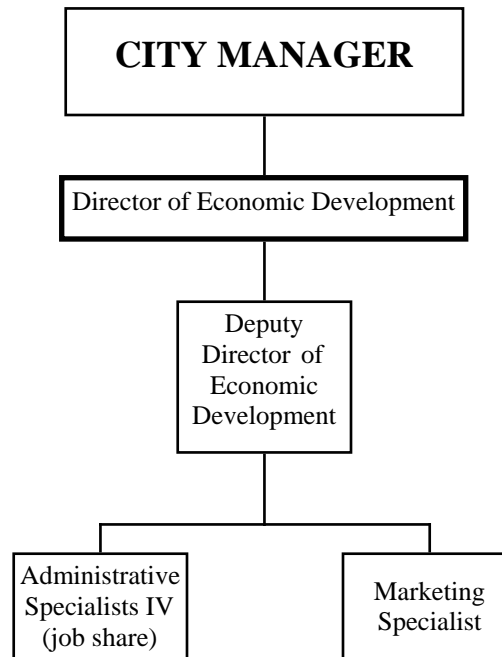 CITY MANAGER
Director of Economic Development
Deputy
Director of
Economic
Development
Administrative
Specialists IV
(job share)
Marketing
Specialist